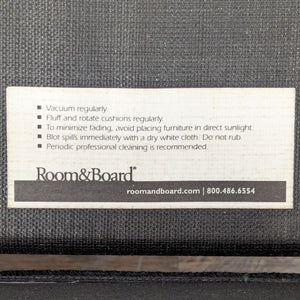 ▪ Vacuum regularly.
▪ Fluff and rotate cushions regularly.
▪ To minimize fading, avoid placing furniture in direct sunlight.
▪ Blot spills immediately with a dry white cloth. Do not rub.
▪ Periodic professional cleaning is recommended.
Room&Board®
roomandboard.com | 800.486.6554